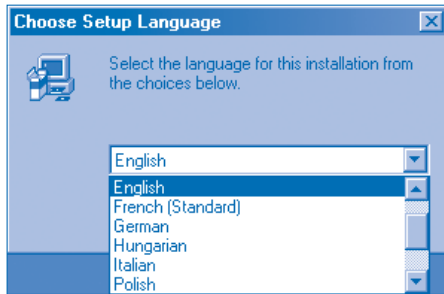 Choose Setup Language
Select the language for this installation from
the choices below.
English
English
French (Standard)
German
Hungarian
Italian
Polish